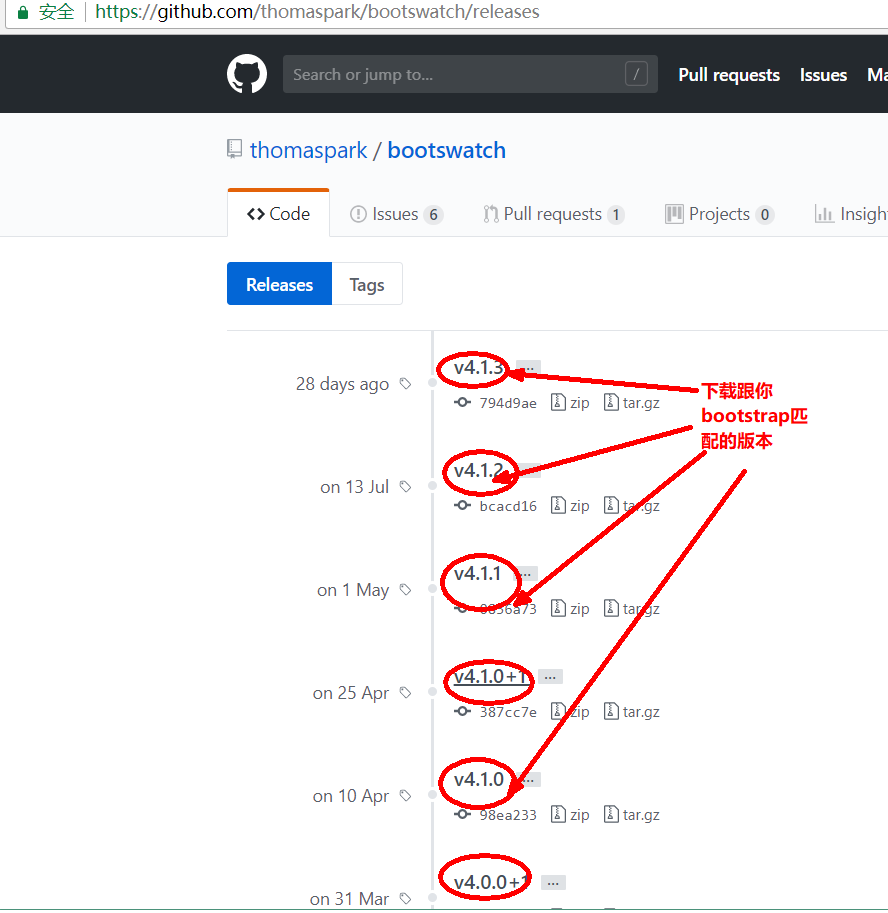 安全 https://github.com/thomaspark/bootswatch/releases
Search or jump to... / Pull requests Issues Ma
thomaspark / bootswatch
Code Issues 6 Pull requests 1 Projects 0 Insigh
Releases Tags
v4.1.3 ...
28 days ago
794d9ae zip tar.gz
下载跟你
bootstrap匹
配的版本
v4.1.2
on 13 Jul
bcacd16 zip tar.gz
v4.1.1 ...
on 1 May
0856a73 zip tar.gz
v4.1.0+1 ...
on 25 Apr
387cc7e zip tar.gz
v4.1.0 ...
on 10 Apr
98ea233 zip tar.gz
v4.0.0+1 ...
on 31 Mar